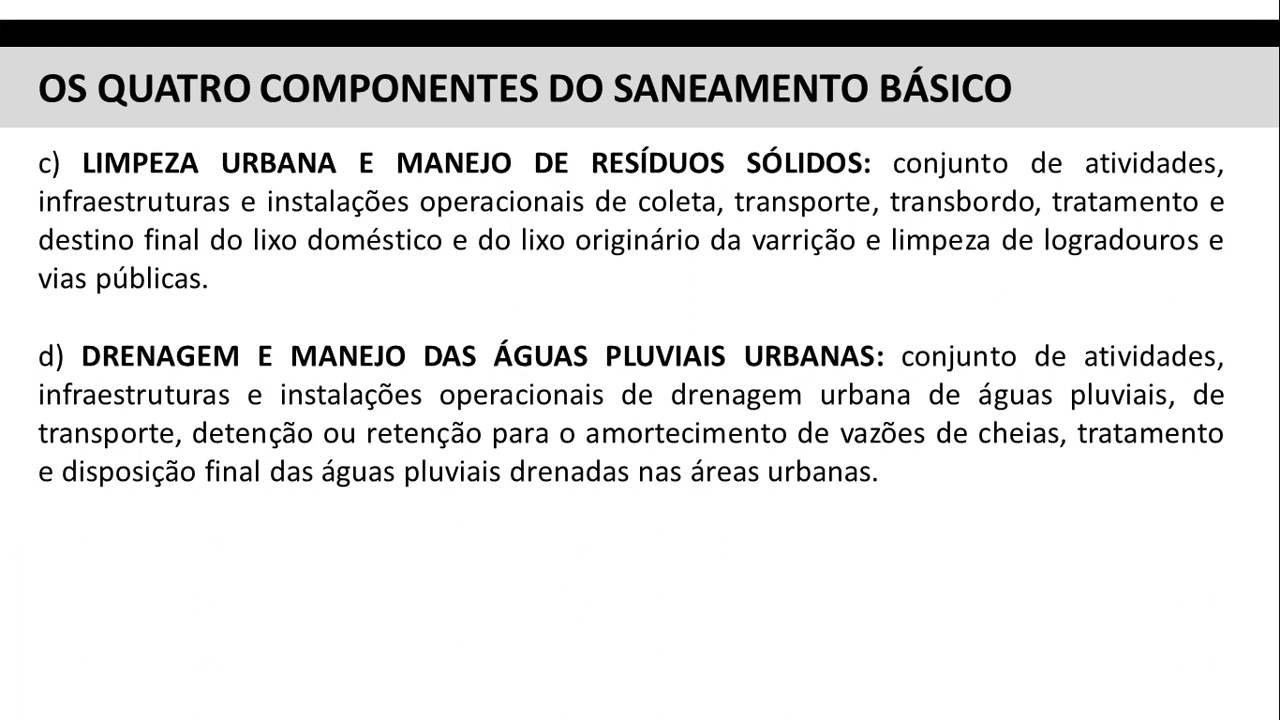 OS QUATRO COMPONENTES DO SANEAMENTO BÁSICO
c) LIMPEZA URBANA E MANEJO DE RESÍDUOS SÓLIDOS: conjunto de atividades,
infraestruturas e instalações operacionais de coleta, transporte, transbordo, tratamento e
destino final do lixo doméstico e do lixo originário da varrição e limpeza de logradouros e
vias públicas.
d) DRENAGEM E MANEJO DAS ÁGUAS PLUVIAIS URBANAS: conjunto de atividades,
infraestruturas e instalações operacionais de drenagem urbana de águas pluviais, de
transporte, detenção ou retenção para o amortecimento de vazões de cheias, tratamento
e disposição final das águas pluviais drenadas nas áreas urbanas.